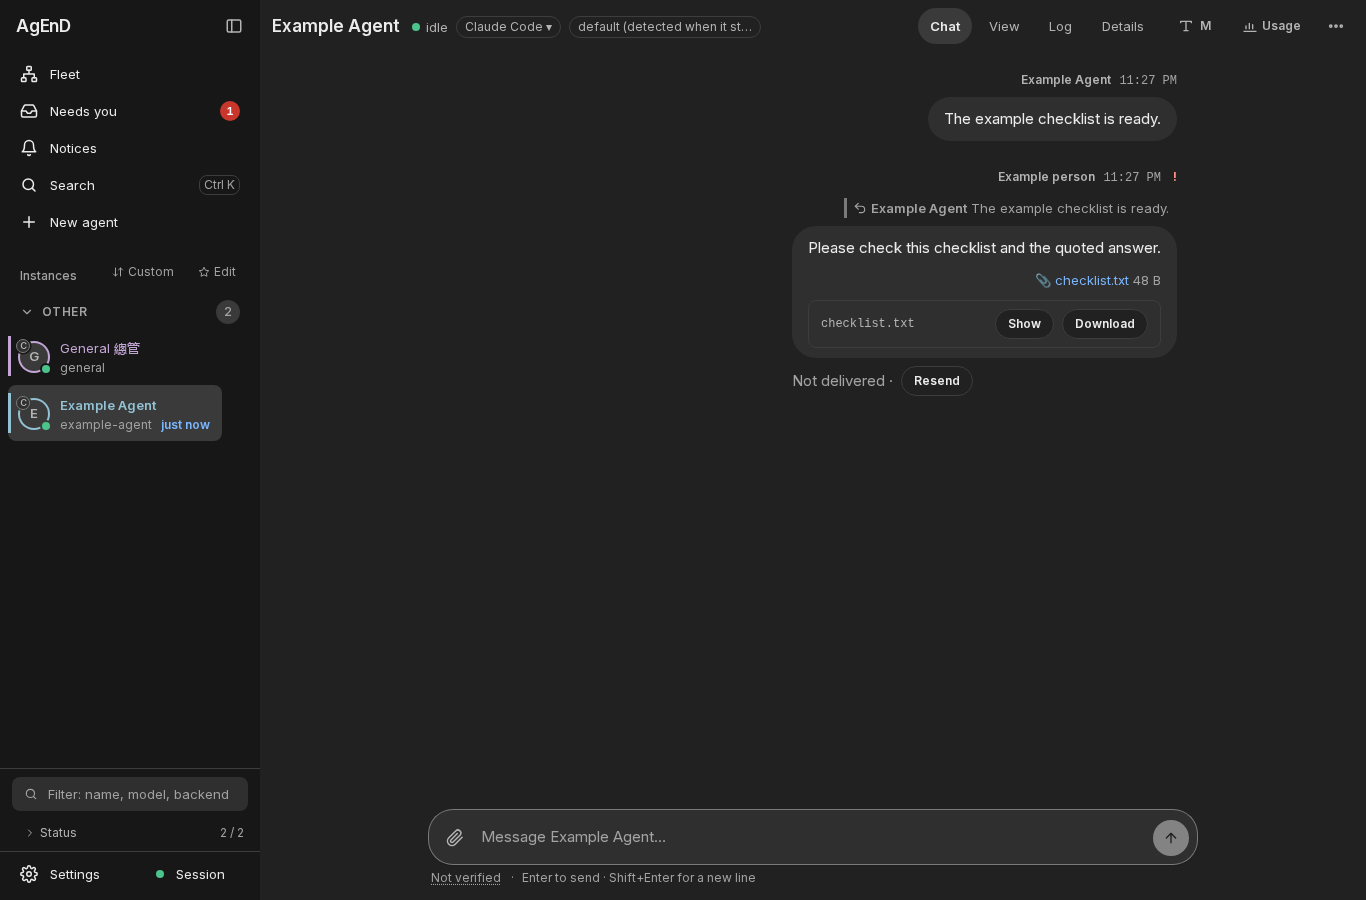 AgEnD
Fleet
Needs you 1
Notices
Search Ctrl K
New agent
Instances Custom Edit
OTHER 2
C G General 總管
general
C E Example Agent
example-agent just now
Filter: name, model, backend
Status 2 / 2
Settings Session
Example Agent idle Claude Code ▾ default (detected when it st… Chat View Log Details M Usage
Example Agent 11:27 PM
The example checklist is ready.
Example person 11:27 PM !
Example Agent The example checklist is ready.
Please check this checklist and the quoted answer.
checklist.txt 48 B
checklist.txt Show Download
Not delivered · Resend
Message Example Agent…
Not verified · Enter to send · Shift+Enter for a new line